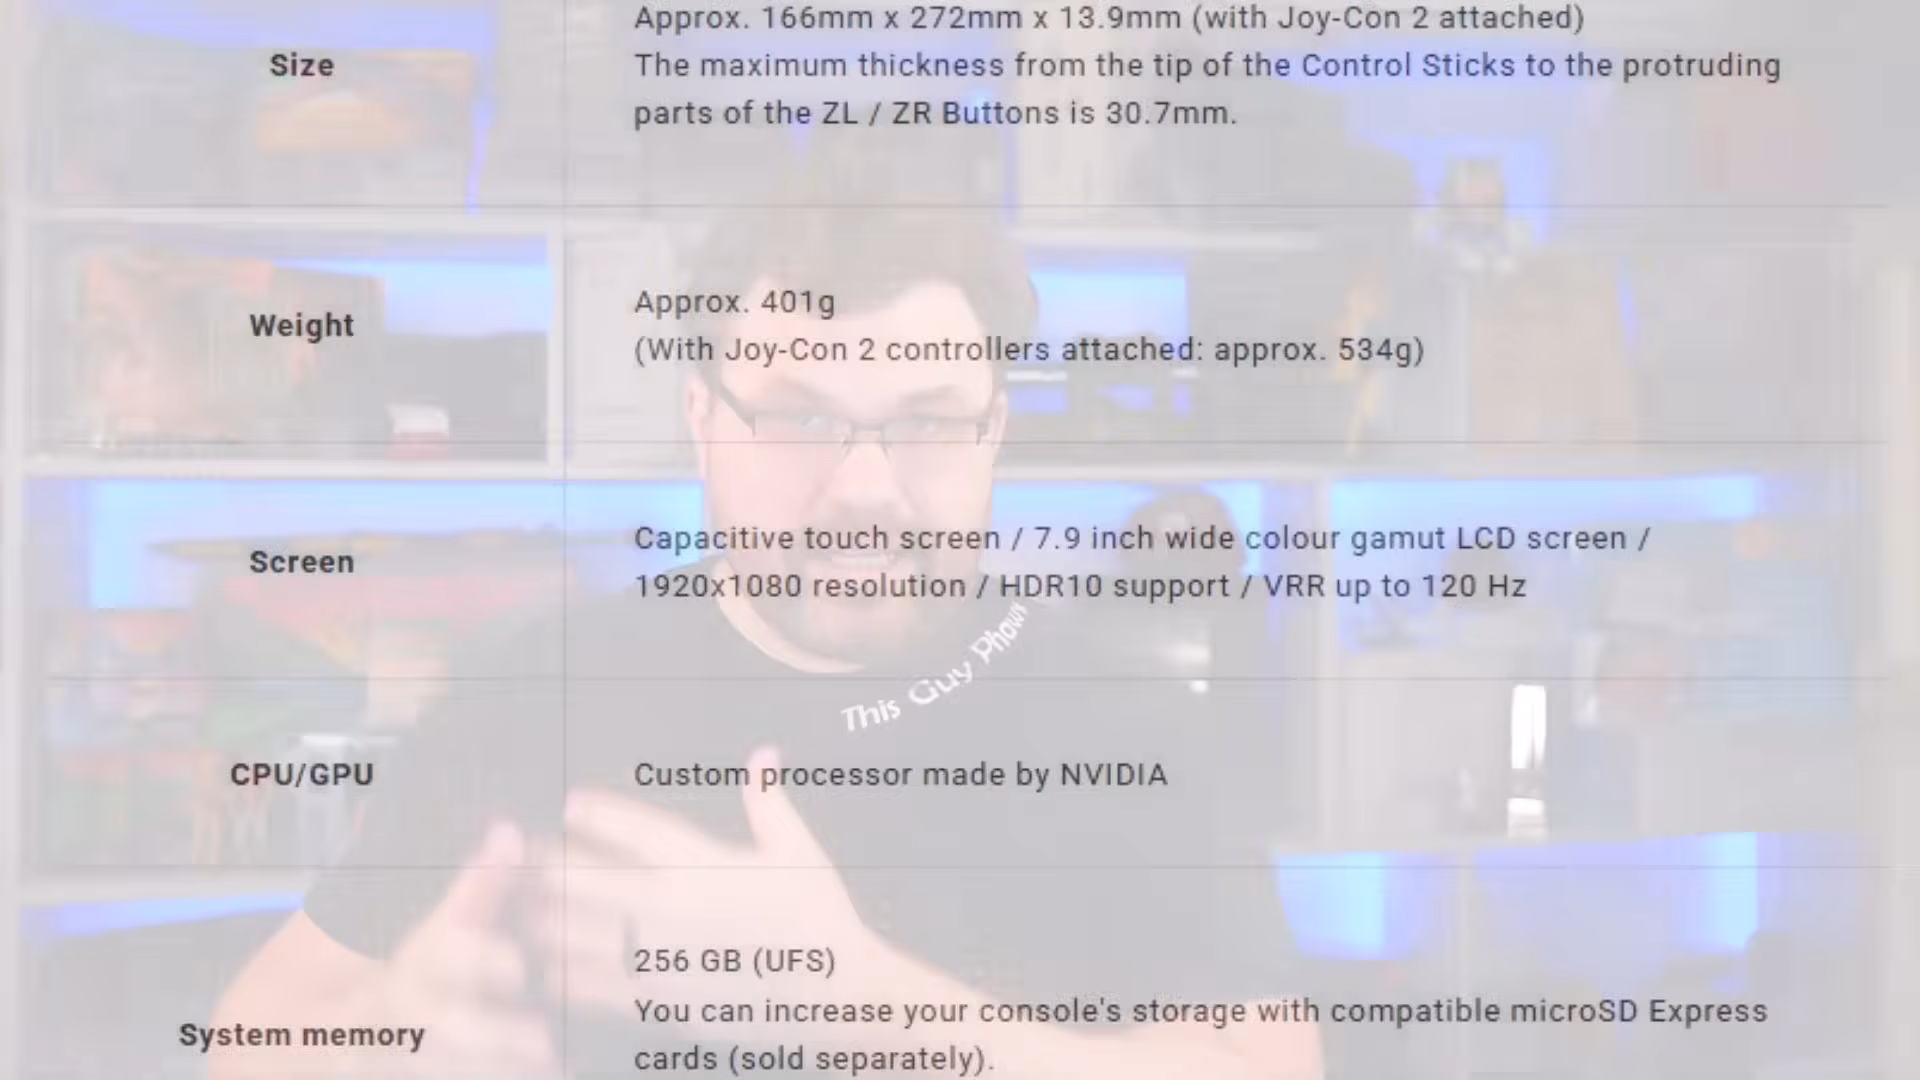 Approx. 166mm x 272mm x 13.9mm (with Joy-Con 2 attached)
Size
The maximum thickness from the tip of the Control Sticks to the protruding
parts of the ZL / ZR Buttons is 30.7mm.
Weight
Approx. 401g
(With Joy-Con 2 controllers attached: approx. 534g)
Screen
Capacitive touch screen / 7.9 inch wide colour gamut LCD screen /
1920x1080 resolution / HDR10 support / VRR up to 120 Hz
This Guy
CPU/GPU
Custom processor made by NVIDIA
System memory
256 GB (UFS)
You can increase your console's storage with compatible microSD Express
cards (sold separately).